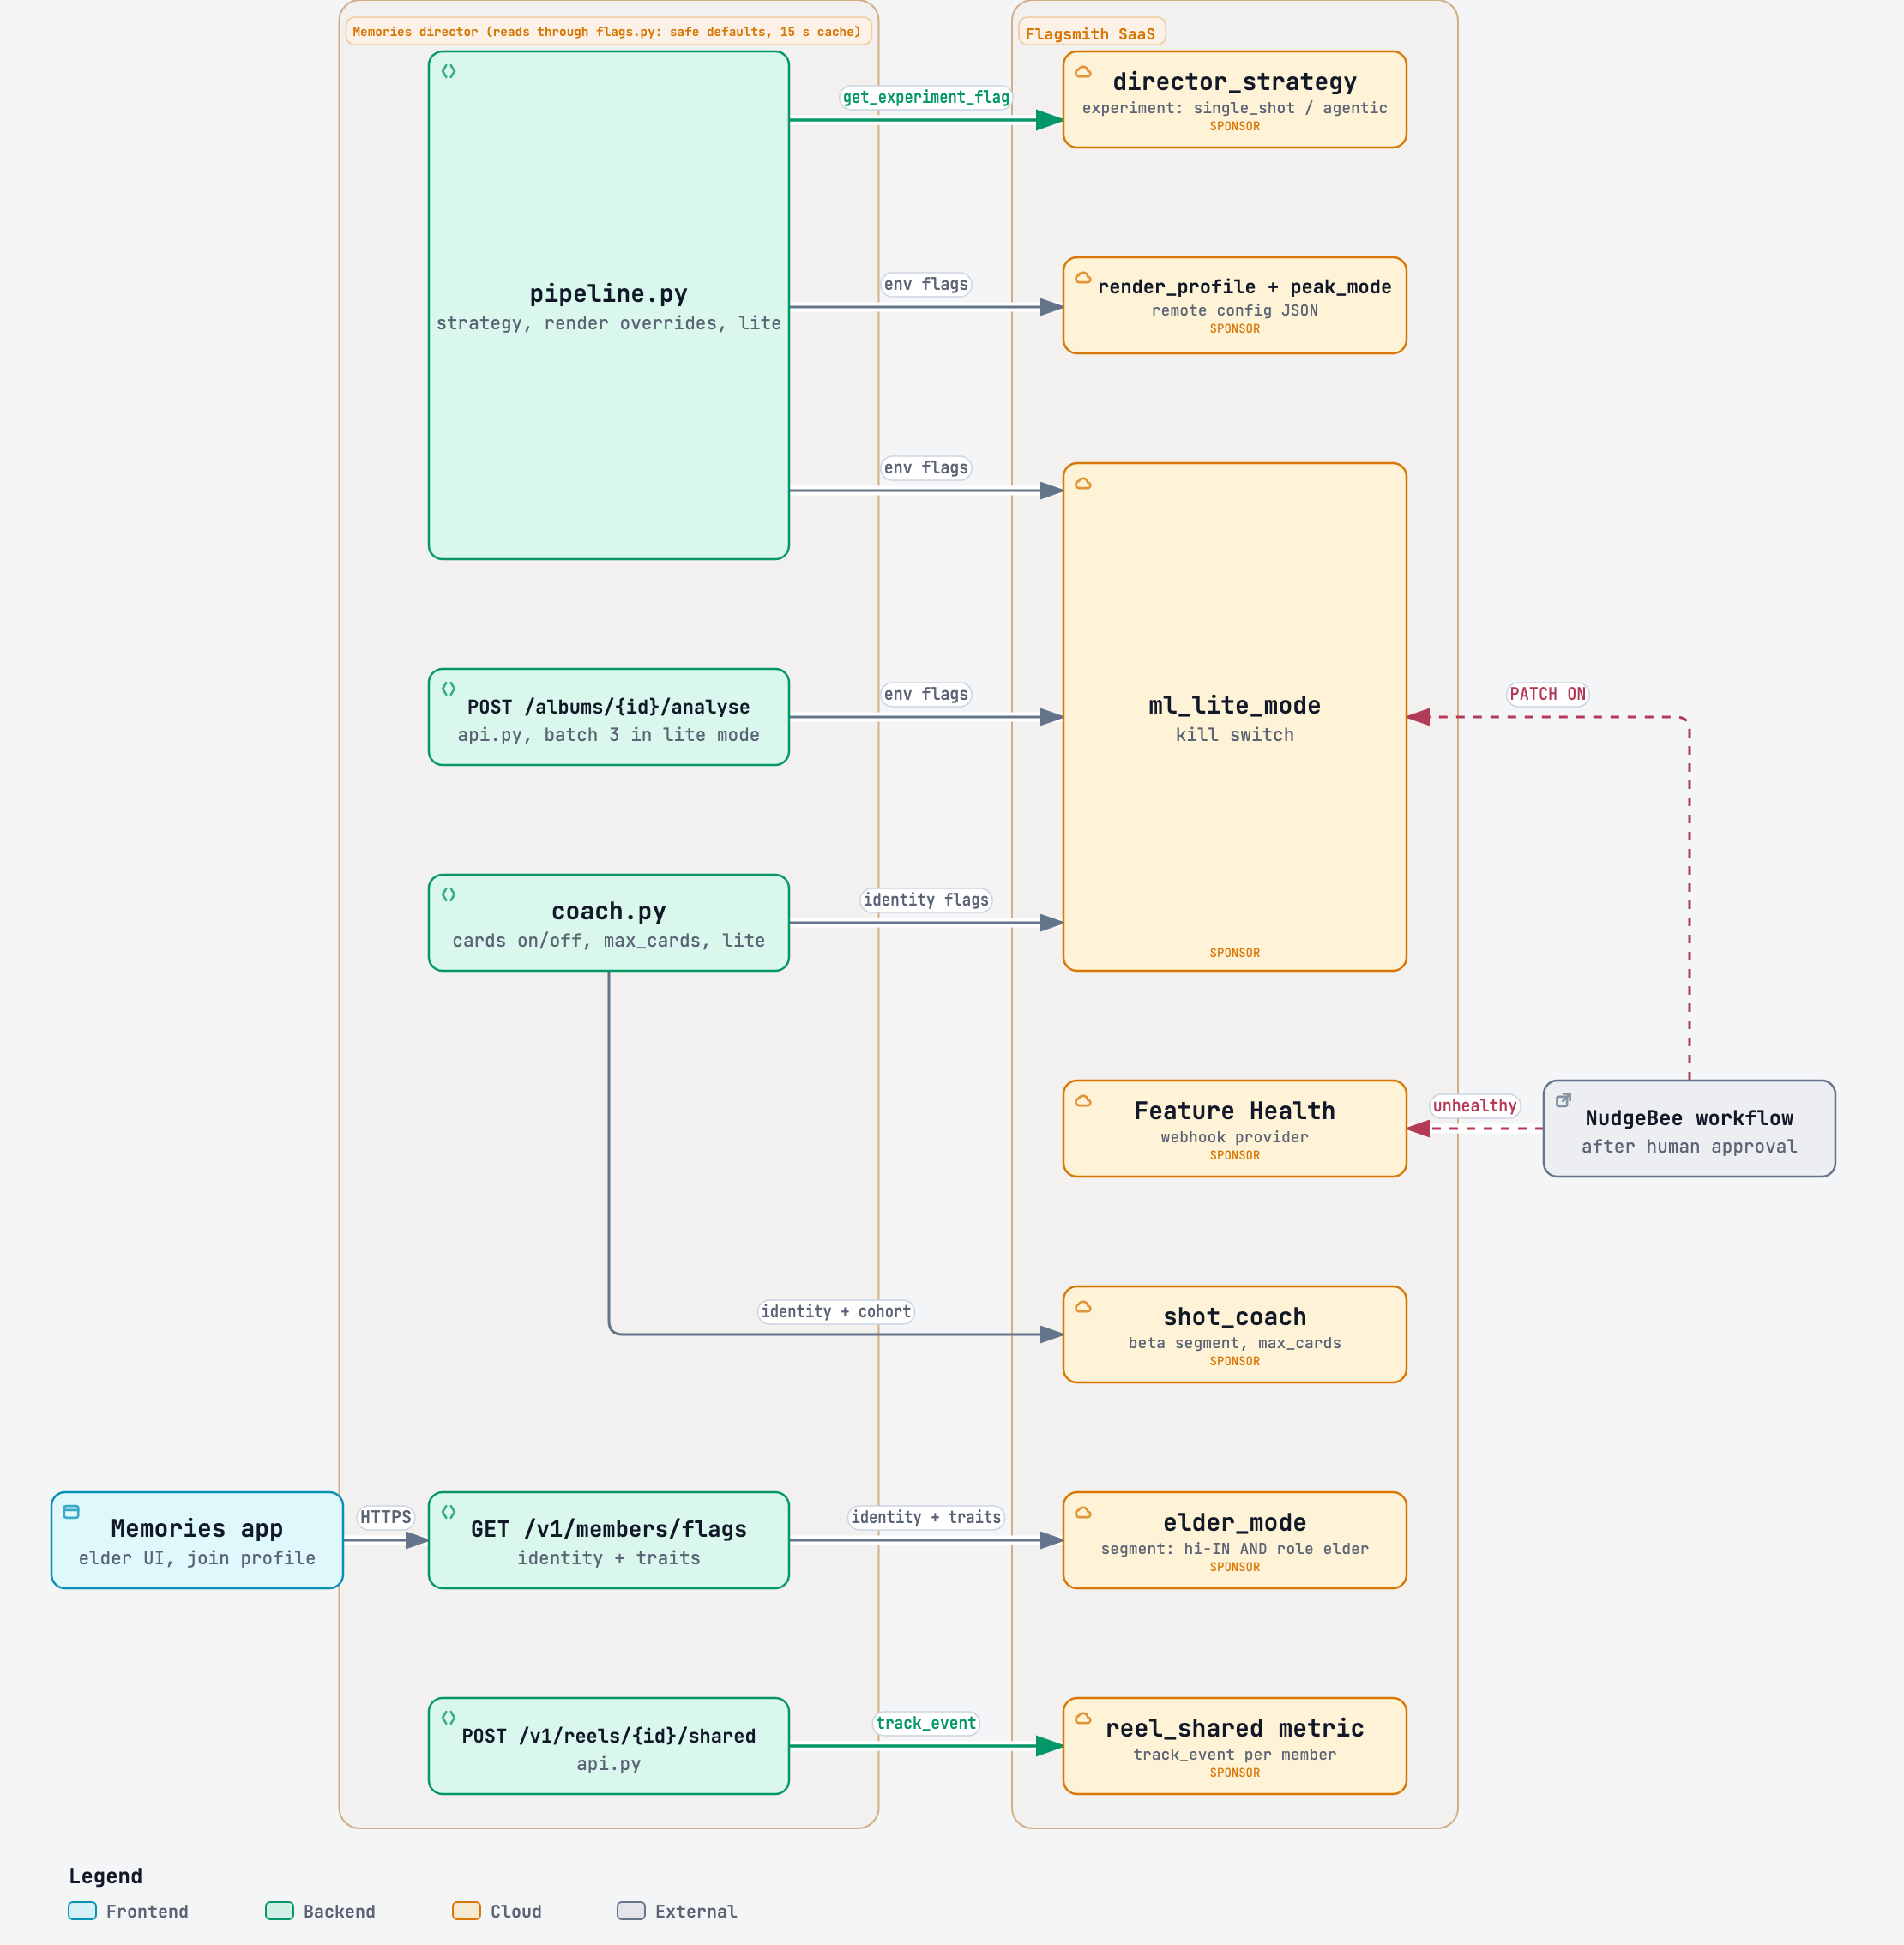 Memories director (reads through flags.py: safe defaults, 15 s cache)
Flagsmith SaaS
pipeline.py
strategy, render overrides, lite
get_experiment_flag
director_strategy
experiment: single_shot / agentic
SPONSOR
env flags
render_profile + peak_mode
remote config JSON
SPONSOR
env flags
POST /albums/{id}/analyse
api.py, batch 3 in lite mode
env flags
ml_lite_mode
kill switch
PATCH ON
coach.py
cards on/off, max_cards, lite
identity flags
SPONSOR
Feature Health
webhook provider
SPONSOR
unhealthy
NudgeBee workflow
after human approval
identity + cohort
shot_coach
beta segment, max_cards
SPONSOR
Memories app
elder UI, join profile
HTTPS
GET /v1/members/flags
identity + traits
identity + traits
elder_mode
segment: hi-IN AND role elder
SPONSOR
POST /v1/reels/{id}/shared
api.py
track_event
reel_shared metric
track_event per member
SPONSOR
Legend
Frontend
Backend
Cloud
External